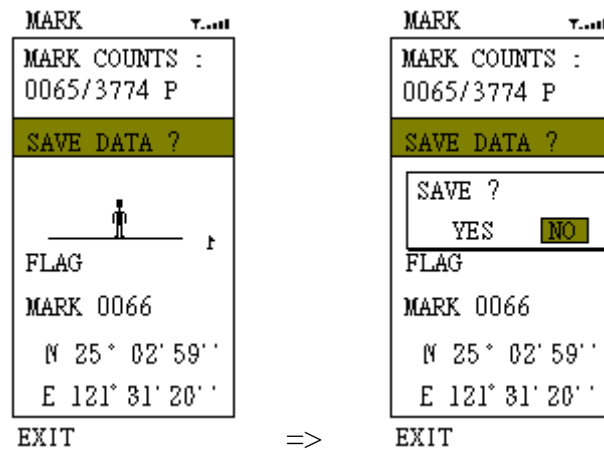 MARK
MARK COUNTS :
0065/3774 P
SAVE DATA ?
FLAG
MARK 0066
N 25° 02'59''
E 121°31'20''
EXIT
=>
MARK
MARK COUNTS :
0065/3774 P
SAVE DATA ?
SAVE ?
YES NO
FLAG
MARK 0066
N 25° 02'59''
E 121°31'20''
EXIT